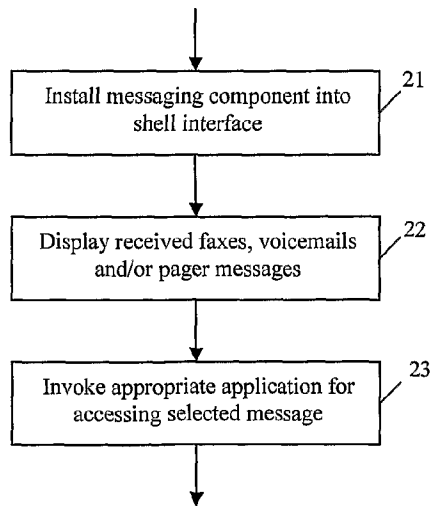 Install messaging component into
shell interface
21
Display received faxes, voicemails
and/or pager messages
22
Invoke appropriate application for
accessing selected message
23